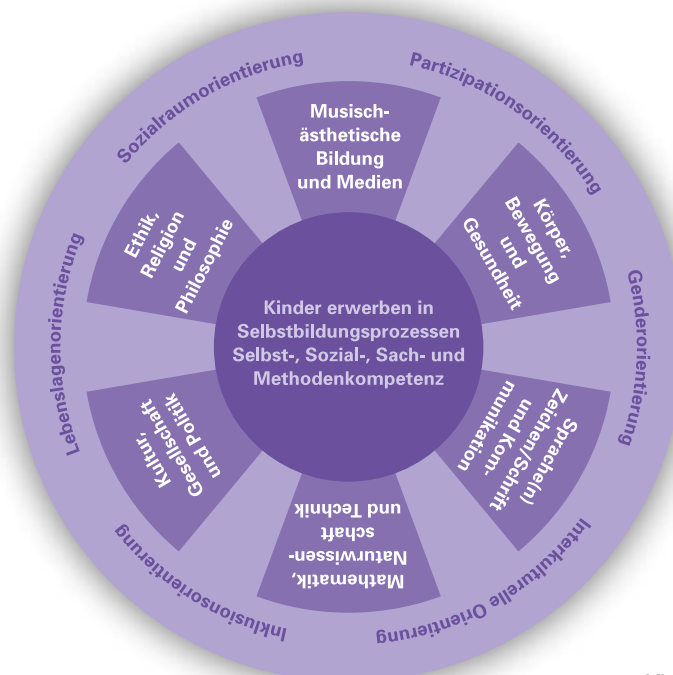 Sozialraumorientierung
Partizipationsorientierung
Genderorientierung
Interkulturelle Orientierung
Inklusionsorientierung
Lebenslagenorientierung
Musisch-
ästhetische
Bildung
und Medien
Körper,
Bewegung
und
Gesundheit
Sprache(n)
Zeichen/Schrift
und Kom-
munikation
Mathematik,
Naturwissen-
schaft
und Technik
Kultur,
Gesellschaft
und Politik
Ethik,
Religion
und
Philosophie
Kinder erwerben in
Selbstbildungsprozessen
Selbst-, Sozial-, Sach- und
Methodenkompetenz